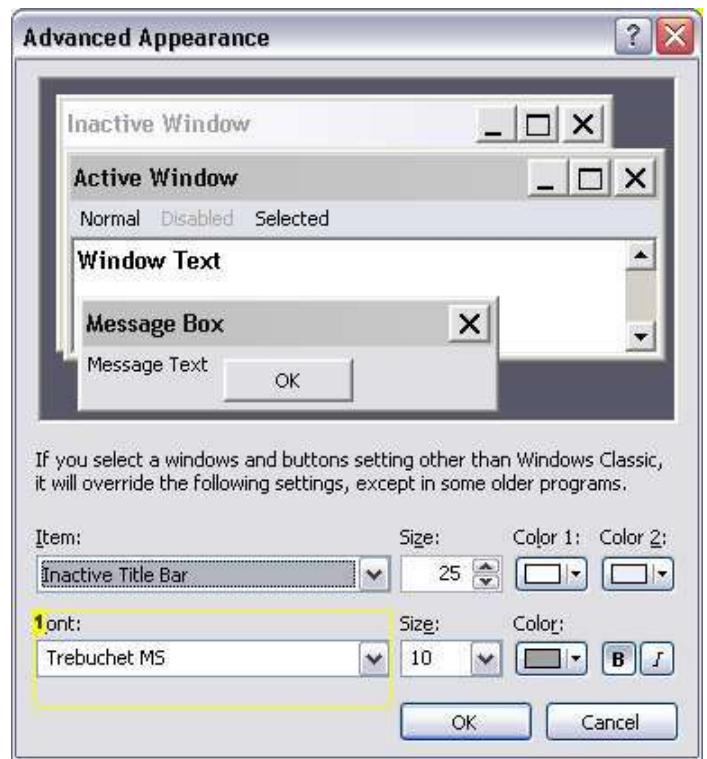 Advanced Appearance
Inactive Window
Active Window
Normal Disabled Selected
Window Text
Message Box
Message Text
OK
If you select a windows and buttons setting other than Windows Classic,
it will override the following settings, except in some older programs.
Item: Size: Color 1: Color 2:
Inactive Title Bar 25
1ont: Size: Color:
Trebuchet MS 10 B I
OK Cancel